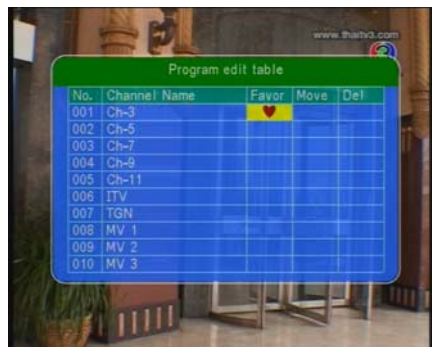 www.thaitv3.com
Program edit table
No. Channel Name Favor Move Del
001 Ch-3
002 Ch-5
003 Ch-7
004 Ch-9
005 Ch-11
006 ITV
007 TGN
008 MV 1
009 MV 2
010 MV 3